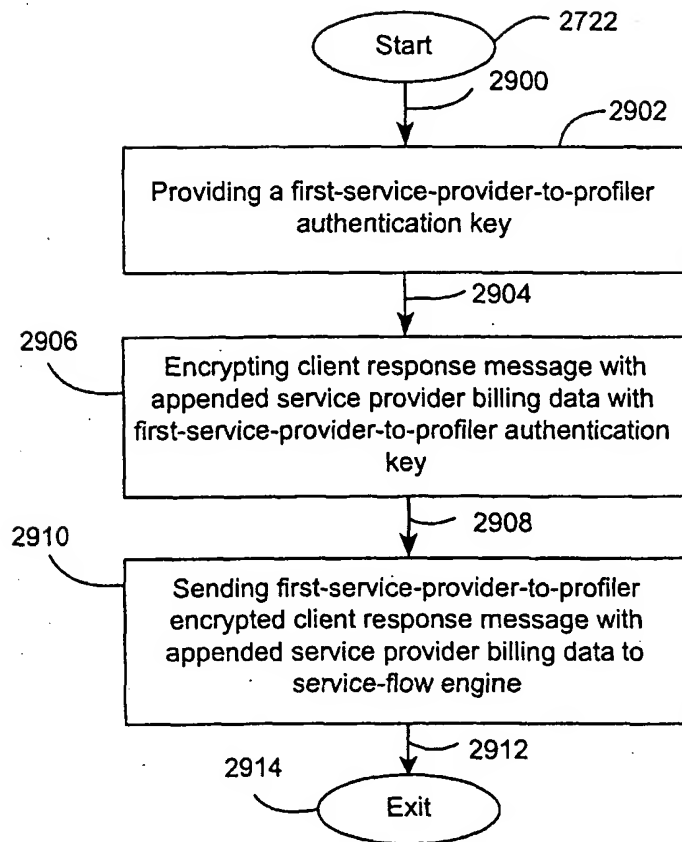 Start
2722
2900
2902
Providing a first-service-provider-to-profiler
authentication key
2904
2906
Encrypting client response message with
appended service provider billing data with
first-service-provider-to-profiler authentication
key
2908
2910
Sending first-service-provider-to-profiler
encrypted client response message with
appended service provider billing data to
service-flow engine
2912
2914
Exit